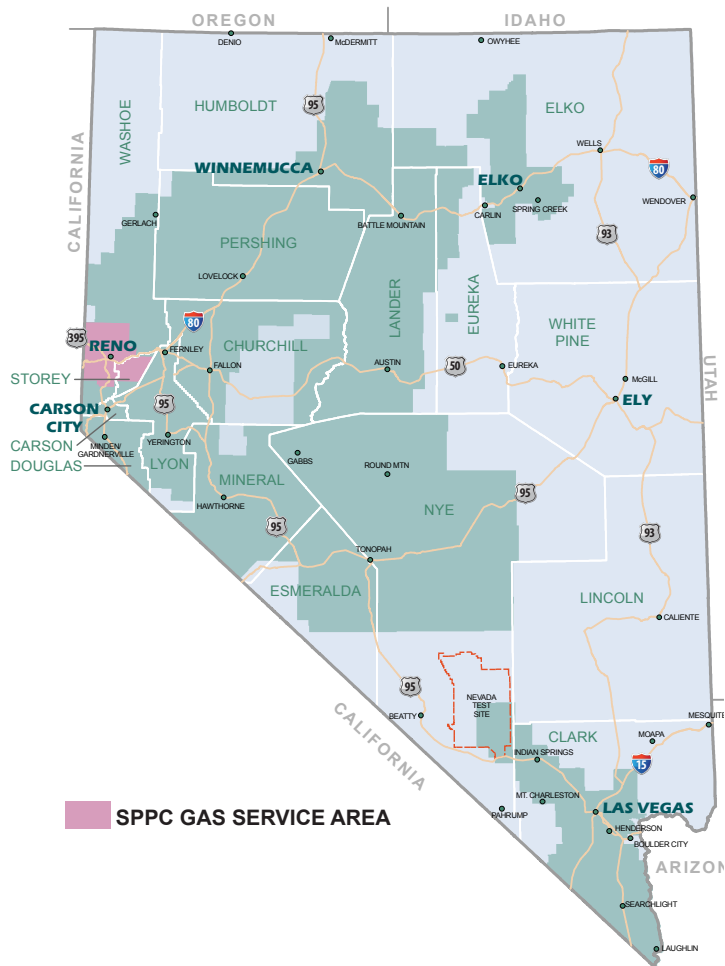 OREGON
IDAHO
DENIO
McDERMITT
OWYHEE
HUMBOLDT
95
ELKO
WASHOE
CALIFORNIA
WELLS
WINNEMUCCA
ELKO
80
CARLIN
SPRING CREEK
WENDOVER
GERLACH
BATTLE MOUNTAIN
93
PERSHING
LOVELOCK
LANDER
EUREKA
80
WHITE
PINE
395
RENO
FERNLEY
CHURCHILL
FALLON
AUSTIN
50
EUREKA
McGILL
UTAH
STOREY
ELY
CARSON
CITY
95
CARSON
MINDEN/
GARDNERVILLE
YERINGTON
DOUGLAS
LYON
MINERAL
GABBS
ROUND MTN
HAWTHORNE
95
NYE
95
93
TONOPAH
ESMERALDA
LINCOLN
CALIENTE
95
NEVADA
TEST
SITE
BEATTY
CALIFORNIA
MESQUITE
CLARK
MOAPA
INDIAN SPRINGS
15
MT. CHARLESTON
PAHRUMP
LAS VEGAS
SPPC GAS SERVICE AREA
HENDERSON
BOULDER CITY
ARIZON
SEARCHLIGHT
LAUGHLIN